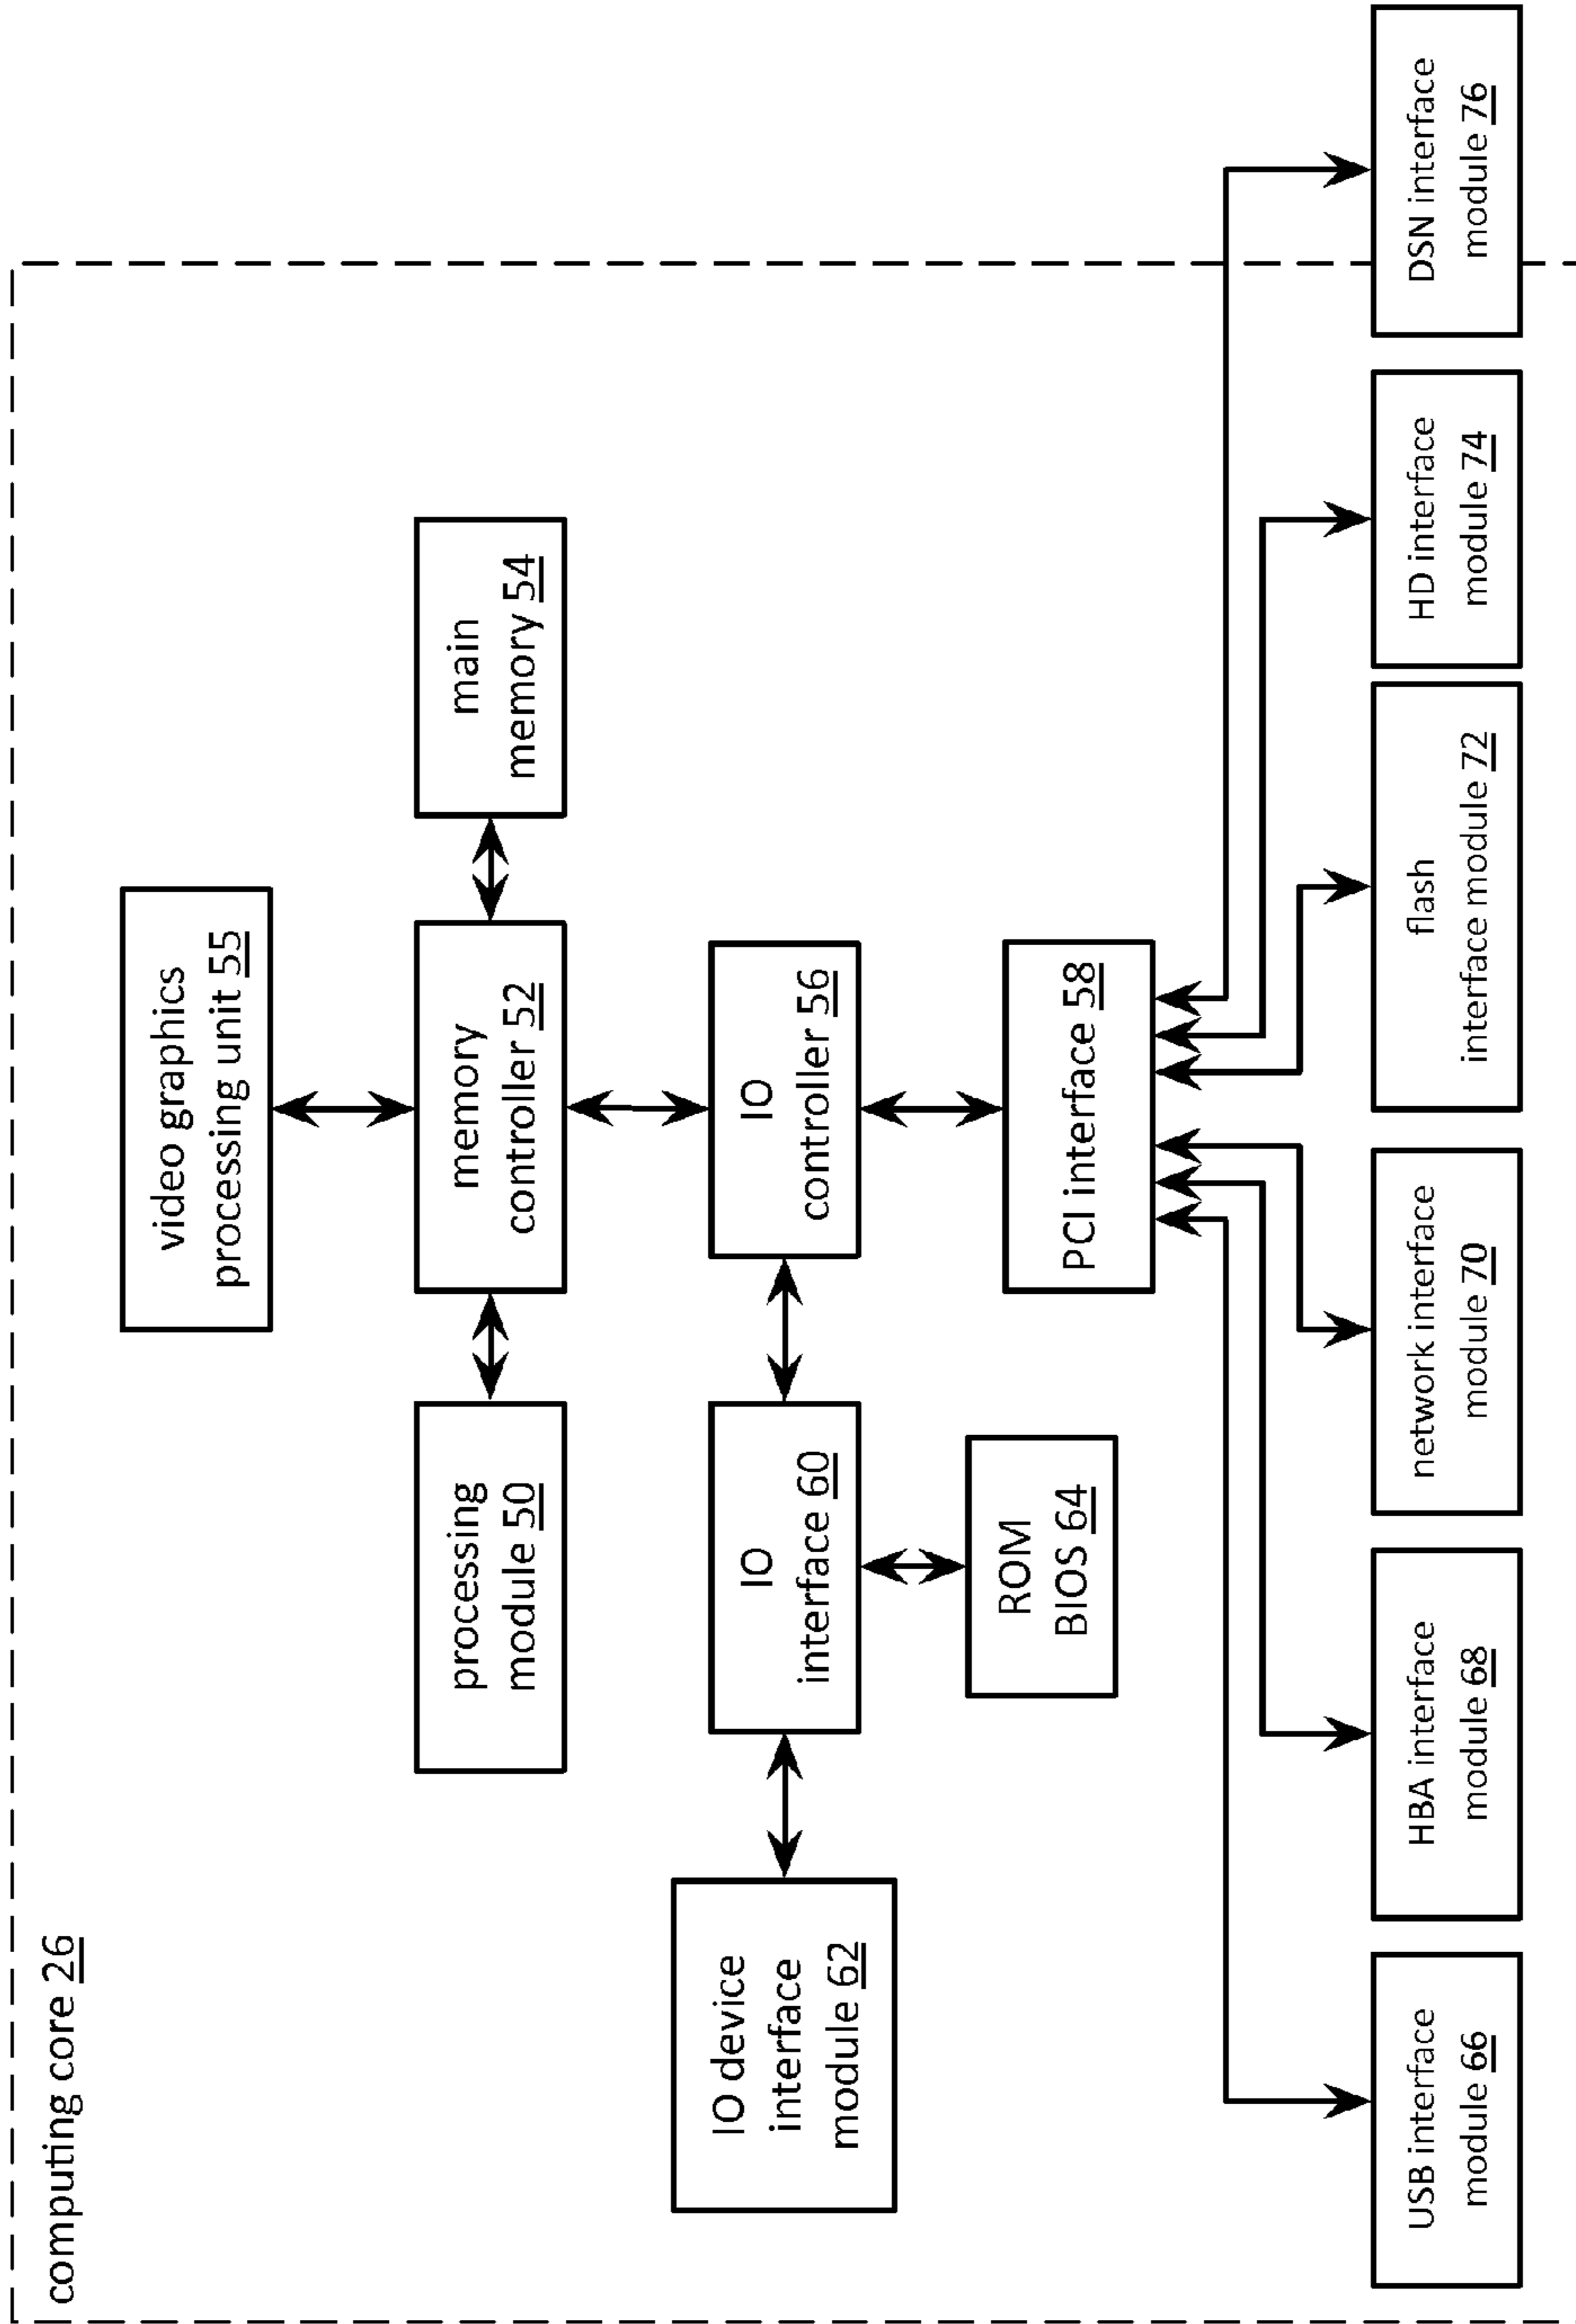 computing core 26
video graphics
processing unit 55
processing
module 50
memory
controller 52
main
memory 54
IO device
interface
module 62
IO
interface 60
IO
controller 56
ROM
BIOS 64
PCI interface 58
USB interface
module 66
HBA interface
module 68
network interface
module 70
flash
interface module 72
HD interface
module 74
DSN interface
module 76